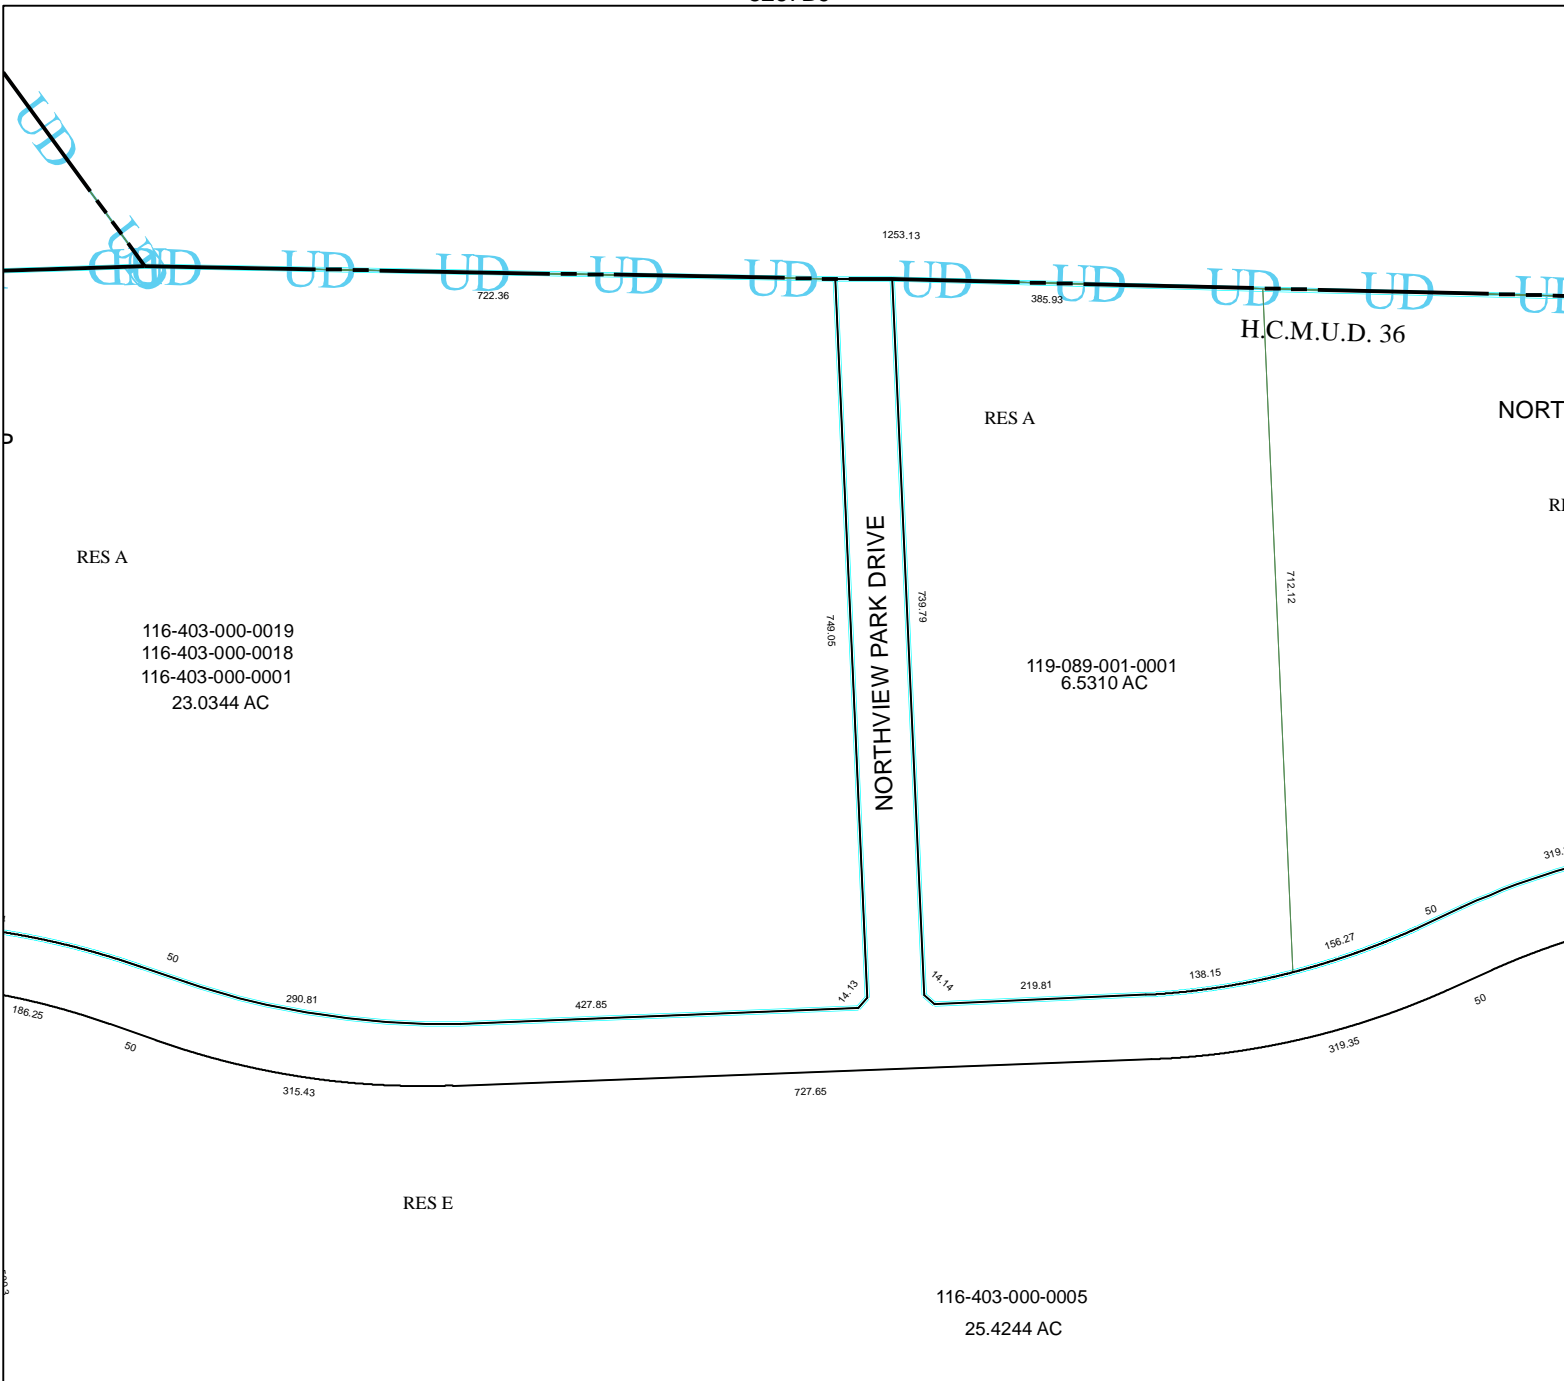 UD
UD
UD
UD
UD
UD
UD
UD
UD
UD
UD
1253.13
722.36
385.93
H.C.M.U.D. 36
NORT
RES A
RES A
NORTHVIEW PARK DRIVE
749.05
739.79
712.12
116-403-000-0019
116-403-000-0018
116-403-000-0001
23.0344 AC
119-089-001-0001
6.5310 AC
319.
50
156.27
138.15
219.81
14.14
14.13
427.85
290.81
50
186.25
50
315.43
727.65
319.35
50
RES E
116-403-000-0005
25.4244 AC